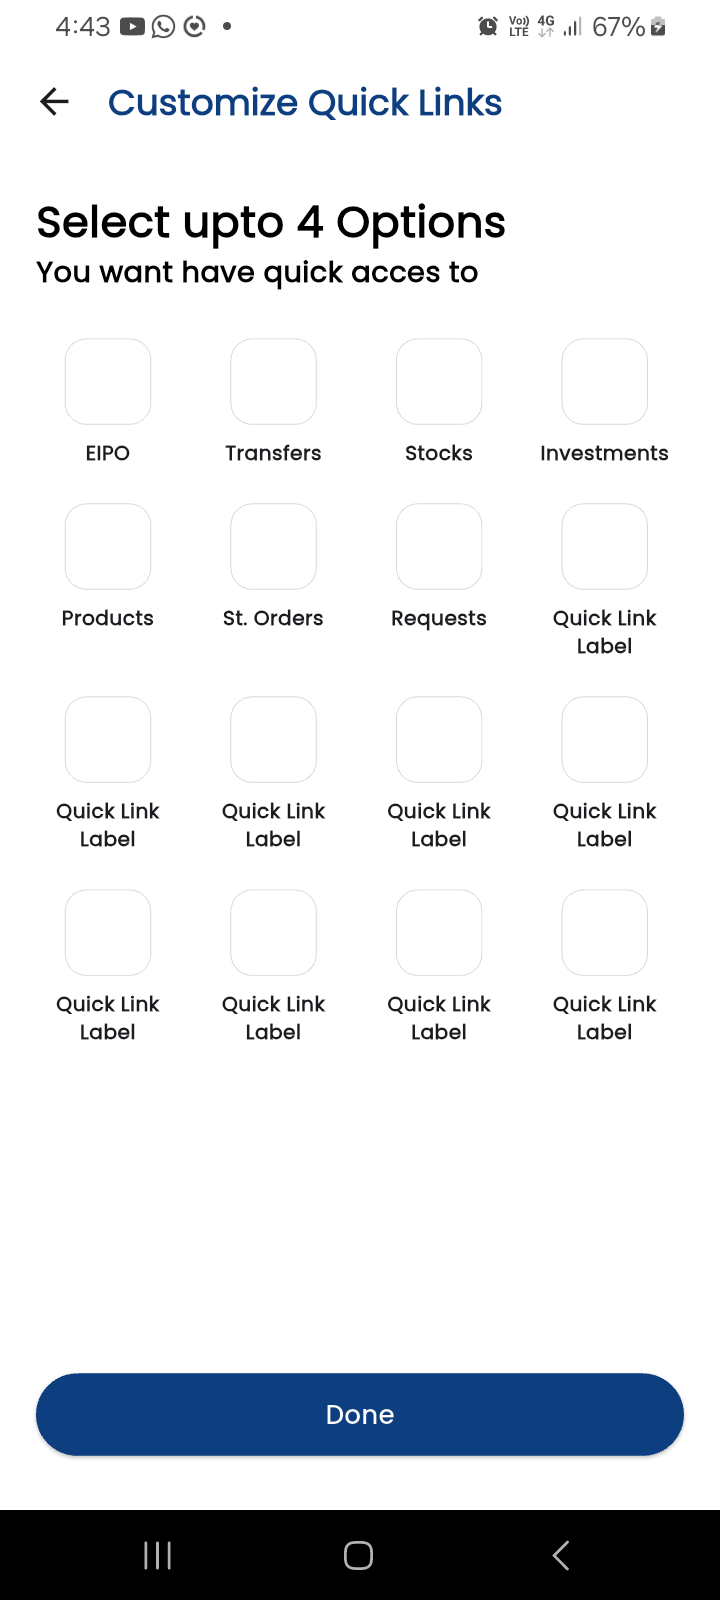 4:43 Vo)) LTE 4G 67%
Customize Quick Links
Select upto 4 Options
You want have quick acces to
EIPO Transfers Stocks Investments
Products St. Orders Requests Quick Link
Label
Quick Link Quick Link Quick Link Quick Link
Label Label Label Label
Quick Link Quick Link Quick Link Quick Link
Label Label Label Label
Done